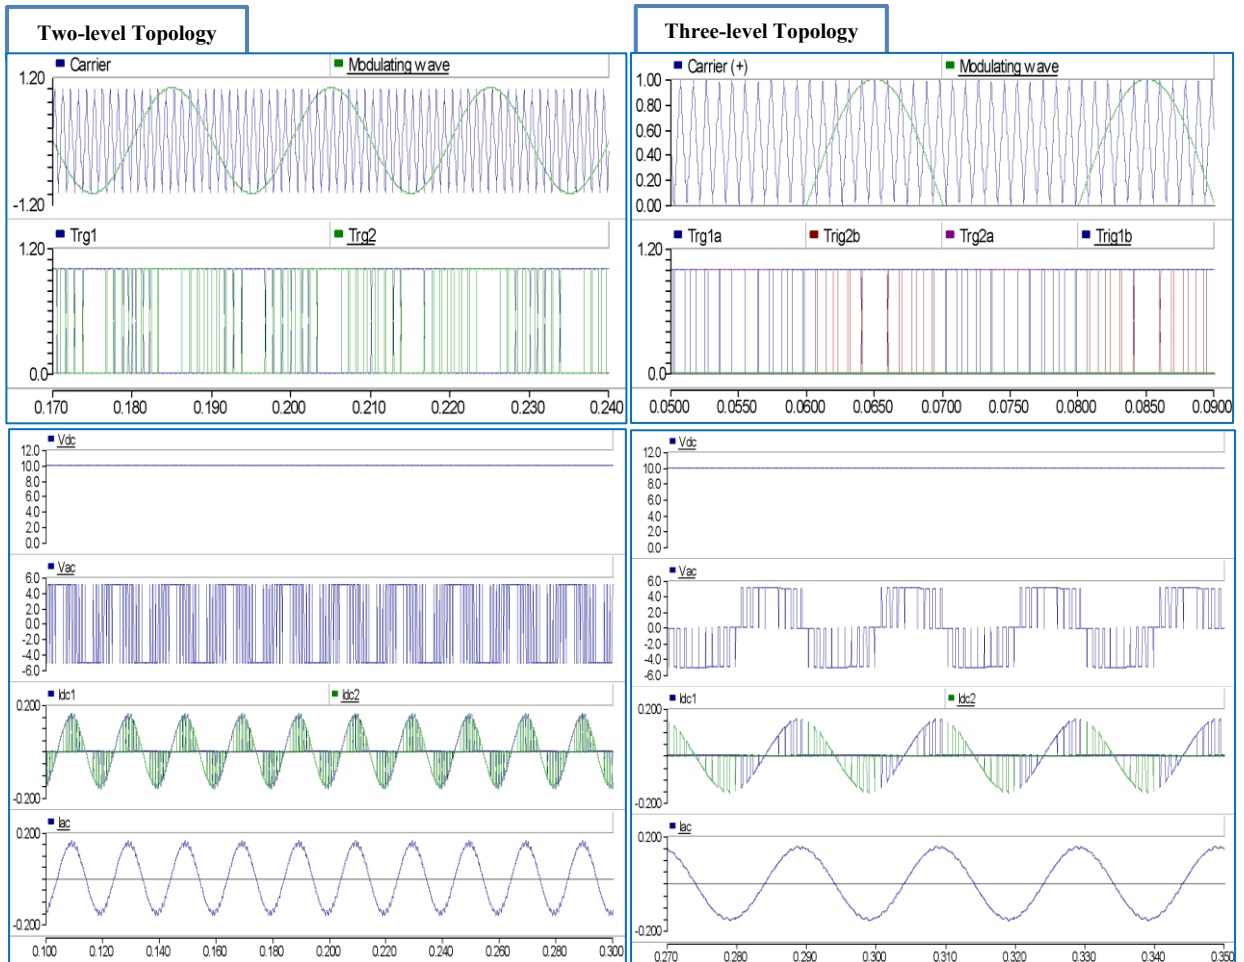 Two-level Topology
Carrier
Modulating wave
1.20
-1.20
Trg1
Trg2
1.20
0.0
0.170 0.180 0.190 0.200 0.210 0.220 0.230 0.240
Vdc
12.0
10.0
8.0
6.0
4.0
2.0
0.0
Vac
6.0
4.0
2.0
0.0
-2.0
-4.0
-6.0
Idc1
Idc2
0.200
-0.200
Iac
0.200
-0.200
0.100 0.120 0.140 0.160 0.180 0.200 0.220 0.240 0.260 0.280 0.300
Three-level Topology
Carrier (+)
Modulating wave
1.00
0.80
0.60
0.40
0.20
0.00
Trg1a
Trig2b
Trg2a
Trig1b
1.20
0.0
0.0500 0.0550 0.0600 0.0650 0.0700 0.0750 0.0800 0.0850 0.0900
Vdc
12.0
10.0
8.0
6.0
4.0
2.0
0.0
Vac
6.0
4.0
2.0
0.0
-2.0
-4.0
-6.0
Idc1
Idc2
0.200
-0.200
Iac
0.200
-0.200
0.270 0.280 0.290 0.300 0.310 0.320 0.330 0.340 0.350